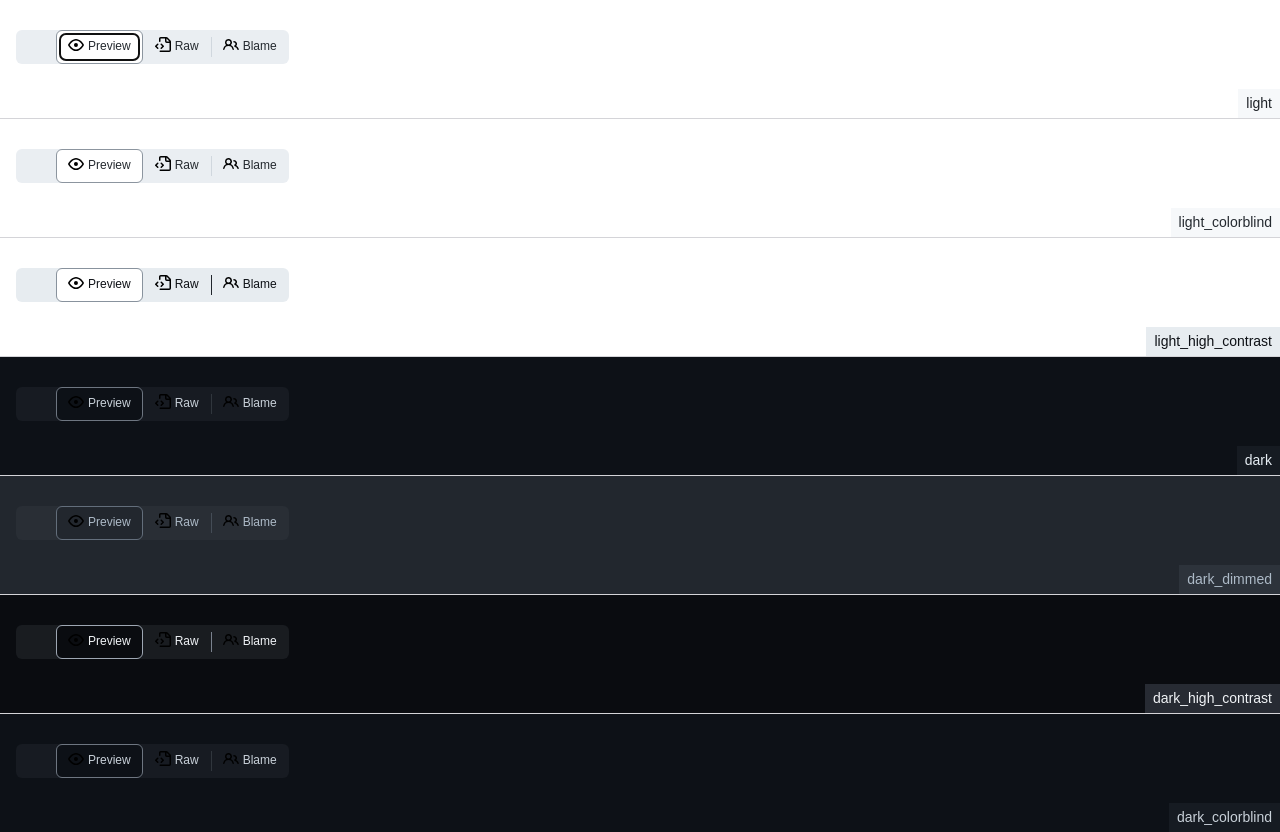 Preview Raw Blame
light
Preview Raw Blame
light_colorblind
Preview Raw Blame
light_high_contrast
Preview Raw Blame
dark
Preview Raw Blame
dark_dimmed
Preview Raw Blame
dark_high_contrast
Preview Raw Blame
dark_colorblind